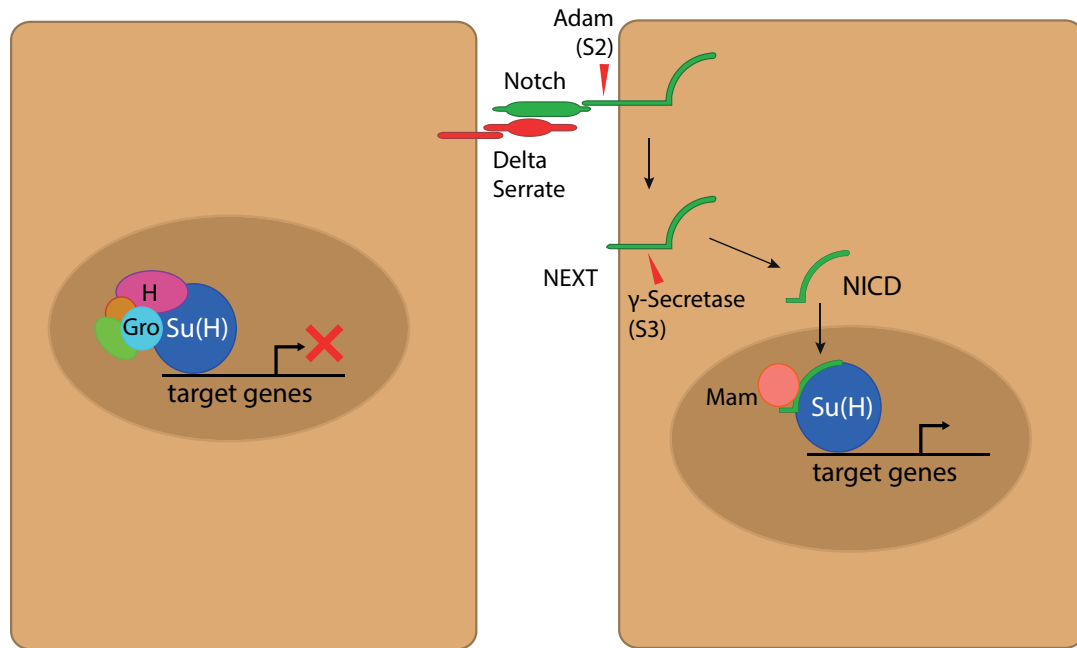 Adam
(S2)
Notch
Delta
Serrate
NEXT
γ-Secretase
(S3)
NICD
H
Gro
Su(H)
target genes
Mam
Su(H)
target genes